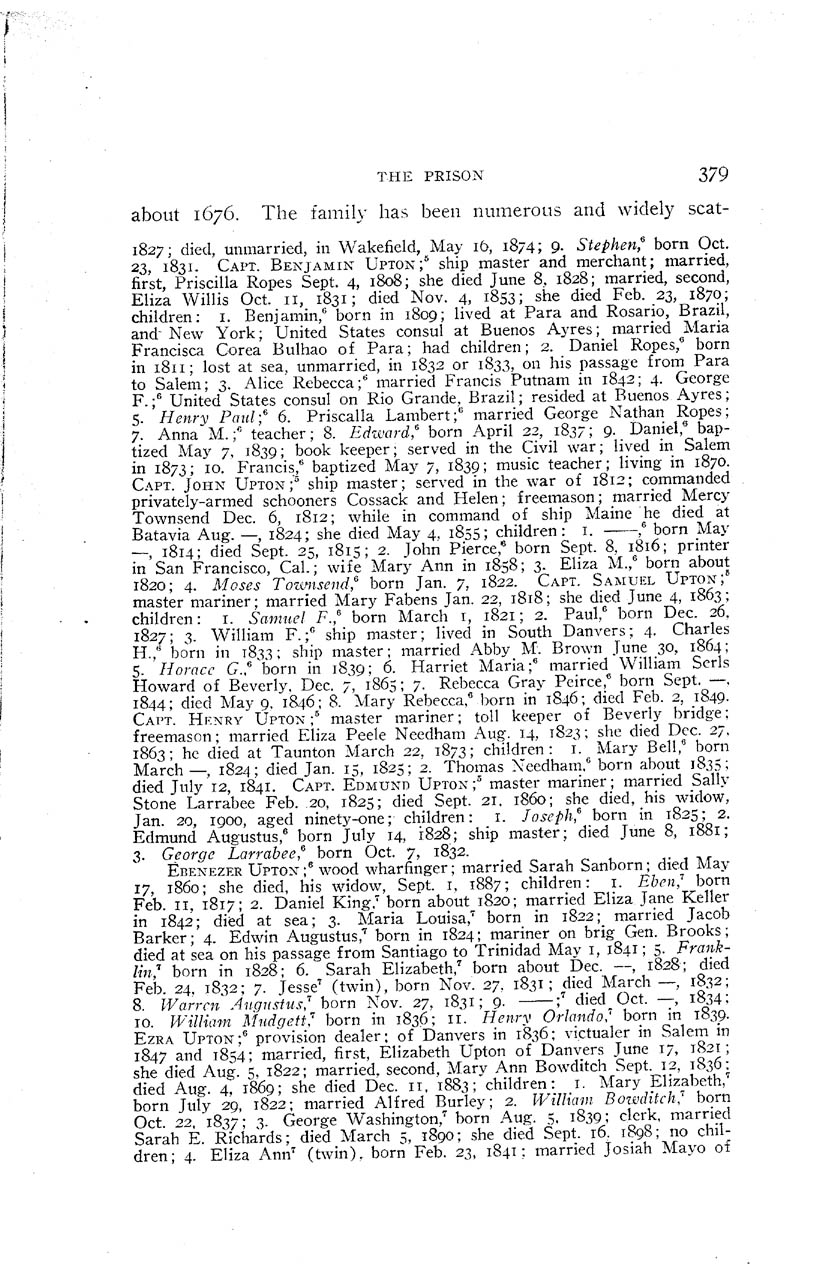 THE PRISON 379
about 1676. The family has been numerous and widely scat-
1827; died, unmarried, in Wakefield, May 16, 1874; 9. Stephen,⁶ born Oct.
23, 1831. CAPT. BENJAMIN UPTON;⁵ ship master and merchant; married,
first, Priscilla Ropes Sept. 4, 1808; she died June 8, 1828; married, second,
Eliza Willis Oct. 11, 1831; died Nov. 4, 1853; she died Feb. 23, 1870;
children: 1. Benjamin,⁶ born in 1809; lived at Para and Rosario, Brazil,
and New York; United States consul at Buenos Ayres; married Maria
Francisca Corea Bulhao of Para; had children; 2. Daniel Ropes,⁶ born
in 1811; lost at sea, unmarried, in 1832 or 1833, on his passage from Para
to Salem; 3. Alice Rebecca;⁶ married Francis Putnam in 1842; 4. George
F.;⁶ United States consul on Rio Grande, Brazil; resided at Buenos Ayres;
5. Henry Paul;⁶ 6. Priscalla Lambert;⁶ married George Nathan Ropes;
7. Anna M.;⁶ teacher; 8. Edward,⁶ born April 22, 1837; 9. Daniel,⁶ bap-
tized May 7, 1839; book keeper; served in the Civil war; lived in Salem
in 1873; 10. Francis,⁶ baptized May 7, 1839; music teacher; living in 1870.
CAPT. JOHN UPTON;⁵ ship master; served in the war of 1812; commanded
privately-armed schooners Cossack and Helen; freemason; married Mercy
Townsend Dec. 6, 1812; while in command of ship Maine he died at
Batavia Aug. —, 1824; she died May 4, 1855; children: 1. ——,⁶ born May
—, 1814; died Sept. 25, 1815; 2. John Pierce,⁶ born Sept. 8, 1816; printer
in San Francisco, Cal.; wife Mary Ann in 1858; 3. Eliza M.,⁶ born about
1820; 4. Moses Townsend,⁶ born Jan. 7, 1822. CAPT. SAMUEL UPTON;⁵
master mariner; married Mary Fabens Jan. 22, 1818; she died June 4, 1863;
children: 1. Samuel F.,⁶ born March 1, 1821; 2. Paul,⁶ born Dec. 26,
1827; 3. William F.;⁶ ship master; lived in South Danvers; 4. Charles
H.,⁶ born in 1833; ship master; married Abby M. Brown June 30, 1864;
5. Horace G.,⁶ born in 1839; 6. Harriet Maria;⁶ married William Serls
Howard of Beverly, Dec. 7, 1865; 7. Rebecca Gray Peirce,⁶ born Sept. —,
1844; died May 9, 1846; 8. Mary Rebecca,⁶ born in 1846; died Feb. 2, 1849.
CAPT. HENRY UPTON;⁵ master mariner; toll keeper of Beverly bridge;
freemason; married Eliza Peele Needham Aug. 14, 1823; she died Dec. 27,
1863; he died at Taunton March 22, 1873; children: 1. Mary Bell,⁶ born
March —, 1824; died Jan. 15, 1825; 2. Thomas Needham,⁶ born about 1835;
died July 12, 1841. CAPT. EDMUND UPTON;⁵ master mariner; married Sally
Stone Larrabee Feb. 20, 1825; died Sept. 21, 1860; she died, his widow,
Jan. 20, 1900, aged ninety-one; children: 1. Joseph,⁶ born in 1825; 2.
Edmund Augustus,⁶ born July 14, 1828; ship master; died June 8, 1881;
3. George Larrabee,⁶ born Oct. 7, 1832.
EBENEZER UPTON;⁶ wood wharfinger; married Sarah Sanborn; died May
17, 1860; she died, his widow, Sept. 1, 1887; children: 1. Eben,⁷ born
Feb. 11, 1817; 2. Daniel King,⁷ born about 1820; married Eliza Jane Keller
in 1842; died at sea; 3. Maria Louisa,⁷ born in 1822; married Jacob
Barker; 4. Edwin Augustus,⁷ born in 1824; mariner on brig Gen. Brooks;
died at sea on his passage from Santiago to Trinidad May 1, 1841; 5. Frank-
lin,⁷ born in 1828; 6. Sarah Elizabeth,⁷ born about Dec. —, 1828; died
Feb. 24, 1832; 7. Jesse⁷ (twin), born Nov. 27, 1831; died March —, 1832;
8. Warren Augustus,⁷ born Nov. 27, 1831; 9. ——;⁷ died Oct. —, 1834;
10. William Mudgett,⁷ born in 1836; 11. Henry Orlando,⁷ born in 1839.
EZRA UPTON;⁶ provision dealer; of Danvers in 1836; victualer in Salem in
1847 and 1854; married, first, Elizabeth Upton of Danvers June 17, 1821;
she died Aug. 5, 1822; married, second, Mary Ann Bowditch Sept. 12, 1836;
died Aug. 4, 1869; she died Dec. 11, 1883; children: 1. Mary Elizabeth,⁷
born July 29, 1822; married Alfred Burley; 2. William Bowditch,⁷ born
Oct. 22, 1837; 3. George Washington,⁷ born Aug. 5, 1839; clerk, married
Sarah E. Richards; died March 5, 1890; she died Sept. 16, 1898; no chil-
dren; 4. Eliza Ann⁷ (twin), born Feb. 23, 1841; married Josiah Mayo of